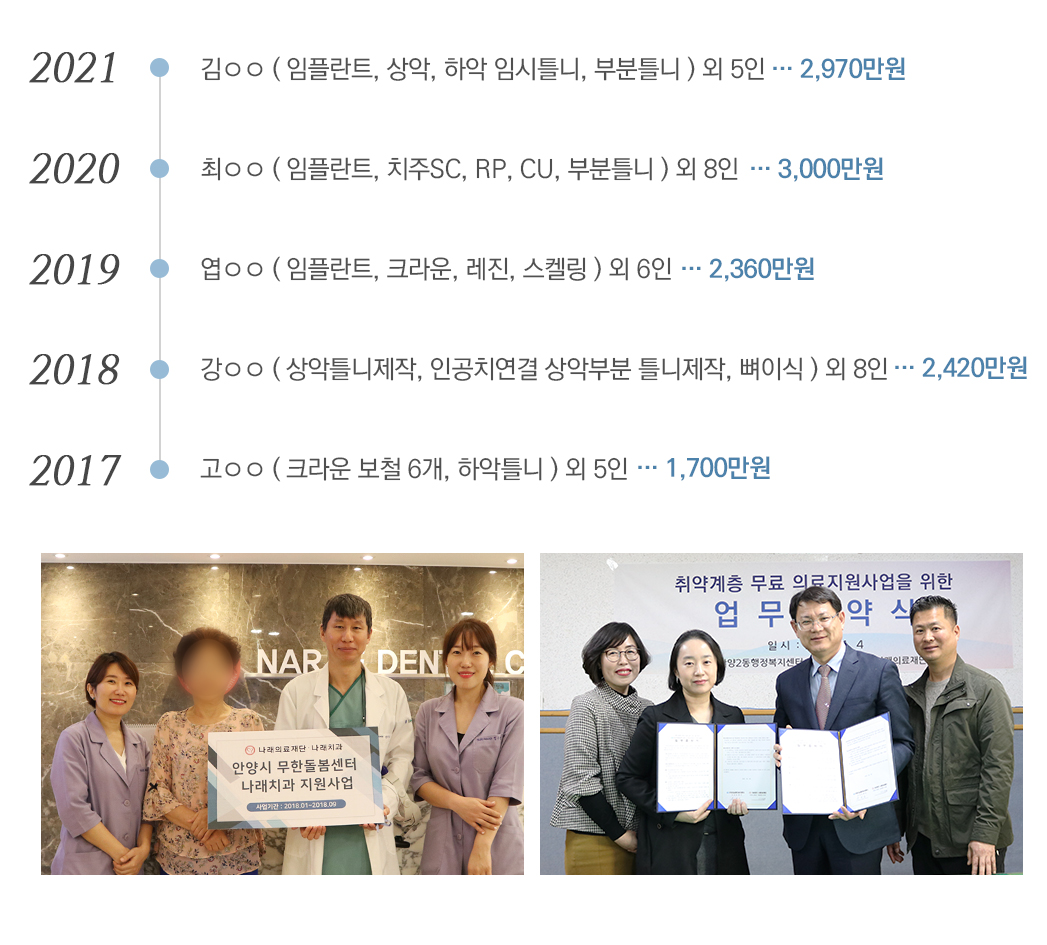 2021 김ㅇㅇ ( 임플란트, 상악, 하악 임시틀니, 부분틀니 ) 외 5인 ··· 2,970만원
2020 최ㅇㅇ ( 임플란트, 치주SC, RP, CU, 부분틀니 ) 외 8인 ··· 3,000만원
2019 엽ㅇㅇ ( 임플란트, 크라운, 레진, 스켈링 ) 외 6인 ··· 2,360만원
2018 강ㅇㅇ ( 상악틀니제작, 인공치연결 상악부분 틀니제작, 뼈이식 ) 외 8인 ··· 2,420만원
2017 고ㅇㅇ ( 크라운 보철 6개, 하악틀니 ) 외 5인 ··· 1,700만원
NAR DENT C
나래의료재단·나래치과
안양시 무한돌봄센터
나래치과 지원사업
사업기간 : 2018.01~2018.09
취약계층 무료 의료지원사업을 위한
업 무 약 식
일 시 : 4
양2동행정복지센터 의료재단